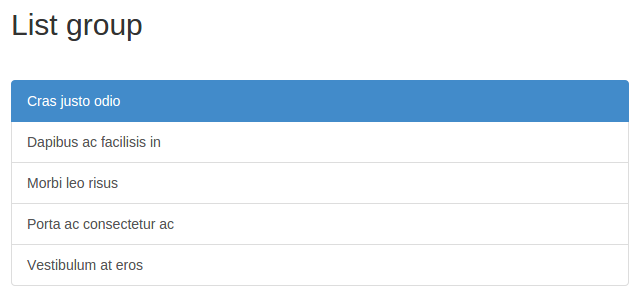 List group
Cras justo odio
Dapibus ac facilisis in
Morbi leo risus
Porta ac consectetur ac
Vestibulum at eros